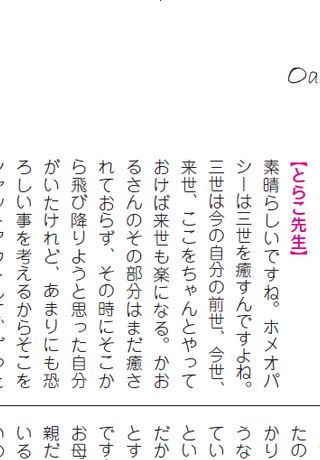 Oa
【とらこ先生】
素晴らしいですね。ホメオパ
シーは三世を癒すんですよね。
三世は今の自分の前世、今世、
来世、ここをちゃんとやって
おけば来世も楽になる。かお
るさんのその部分はまだ癒さ
れておらず、その時にそこか
ら飛び降りようと思った自分
がいたけれど、あまりにも恐
ろしい事を考えるからそこを
たの
かり
うな
てい
とい
だか
とす
です
お母
親だ
いる